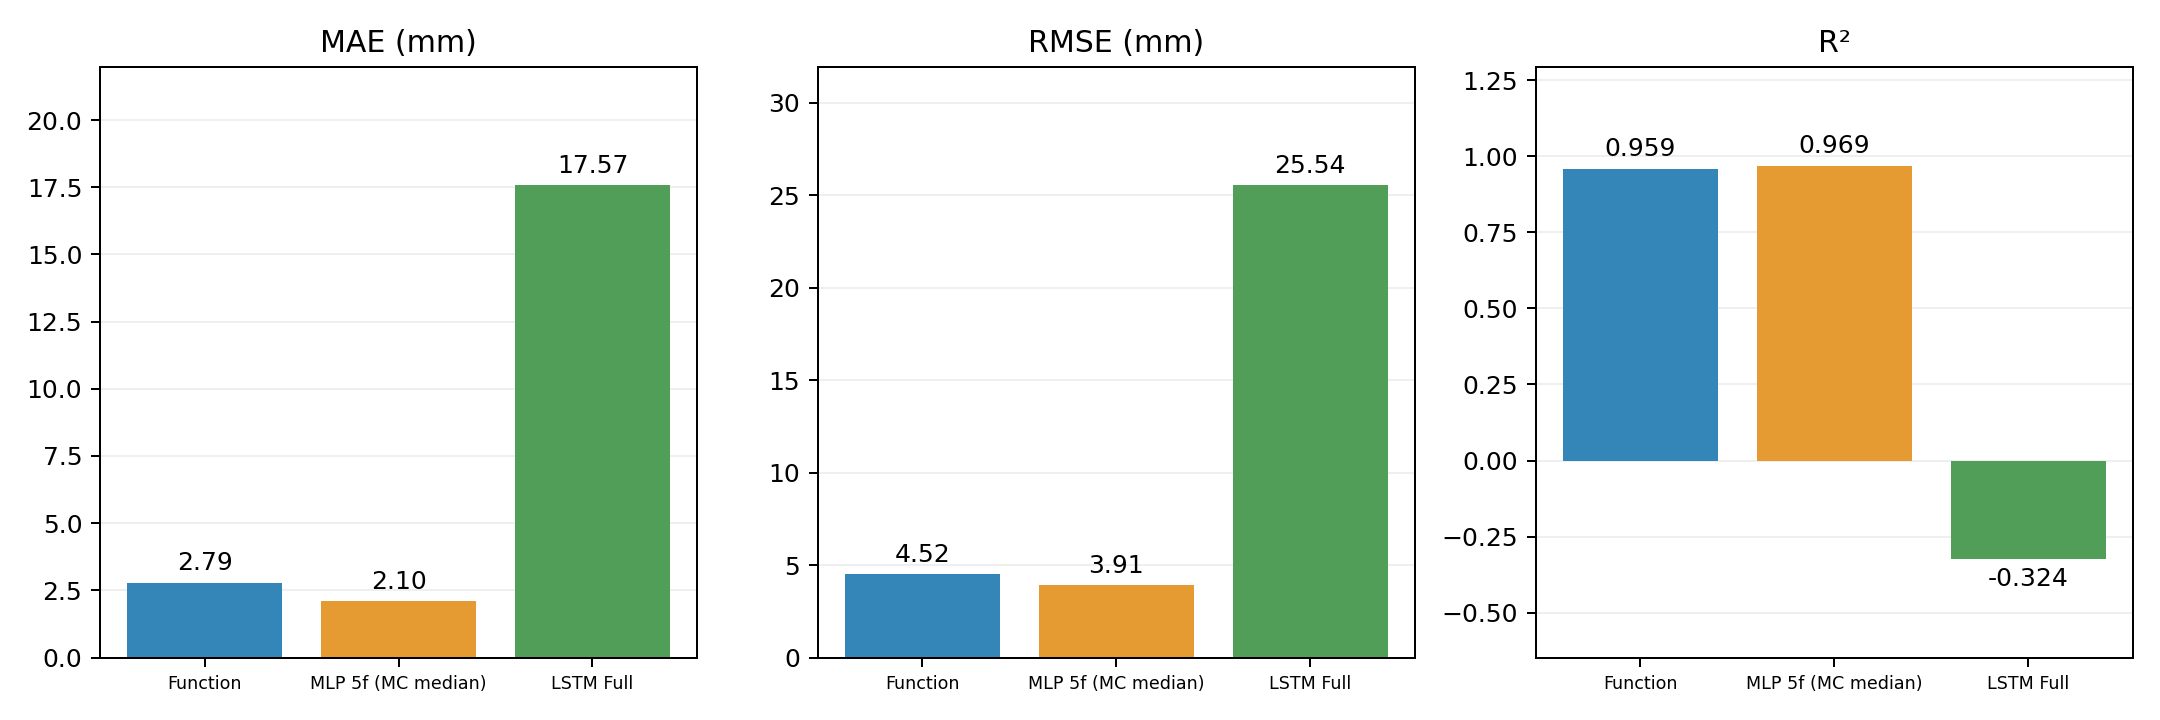 MAE (mm)
20.0
17.5
15.0
12.5
10.0
7.5
5.0
2.5
0.0
2.79
2.10
17.57
Function
MLP 5f (MC median)
LSTM Full
RMSE (mm)
30
25
20
15
10
5
0
4.52
3.91
25.54
Function
MLP 5f (MC median)
LSTM Full
R²
1.25
1.00
0.75
0.50
0.25
0.00
−0.25
−0.50
0.959
0.969
-0.324
Function
MLP 5f (MC median)
LSTM Full